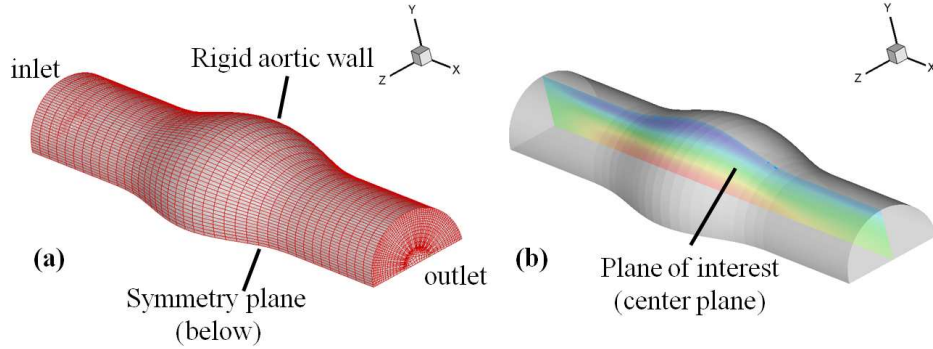 Y
X
Z
Rigid aortic wall
inlet
(a)
outlet
Symmetry plane
(below)
Y
X
Z
(b)
Plane of interest
(center plane)